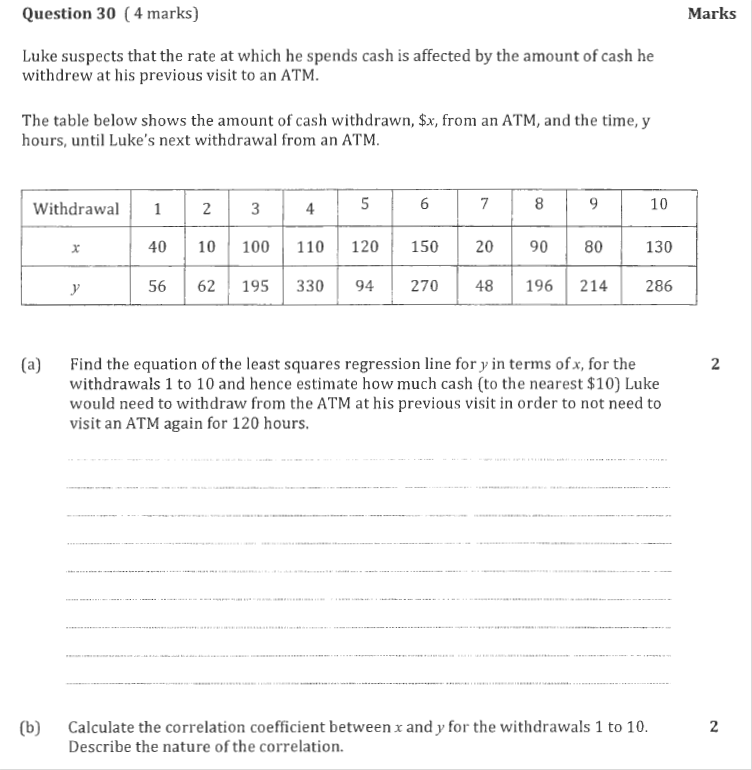 Question 30 ( 4 marks) Marks
Luke suspects that the rate at which he spends cash is affected by the amount of cash he
withdrew at his previous visit to an ATM.
The table below shows the amount of cash withdrawn, $x, from an ATM, and the time, y
hours, until Luke's next withdrawal from an ATM.
Withdrawal 1 2 3 4 5 6 7 8 9 10
x 40 10 100 110 120 150 20 90 80 130
y 56 62 195 330 94 270 48 196 214 286
(a) Find the equation of the least squares regression line for y in terms of x, for the 2
withdrawals 1 to 10 and hence estimate how much cash (to the nearest $10) Luke
would need to withdraw from the ATM at his previous visit in order to not need to
visit an ATM again for 120 hours.
(b) Calculate the correlation coefficient between x and y for the withdrawals 1 to 10. 2
Describe the nature of the correlation.